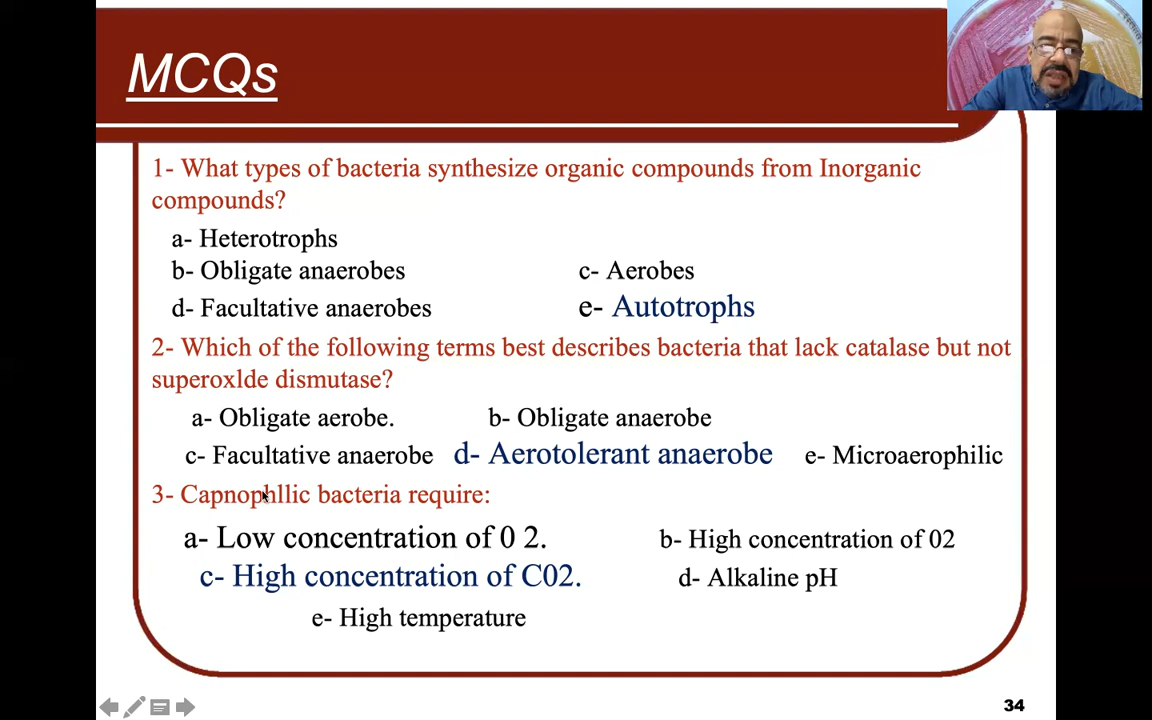 MCQs
1- What types of bacteria synthesize organic compounds from Inorganic
compounds?
a- Heterotrophs
b- Obligate anaerobes c- Aerobes
d- Facultative anaerobes e- Autotrophs
2- Which of the following terms best describes bacteria that lack catalase but not
superoxlde dismutase?
a- Obligate aerobe. b- Obligate anaerobe
c- Facultative anaerobe d- Aerotolerant anaerobe e- Microaerophilic
3- Capnophllic bacteria require:
a- Low concentration of 0 2. b- High concentration of 02
c- High concentration of C02. d- Alkaline pH
e- High temperature
34